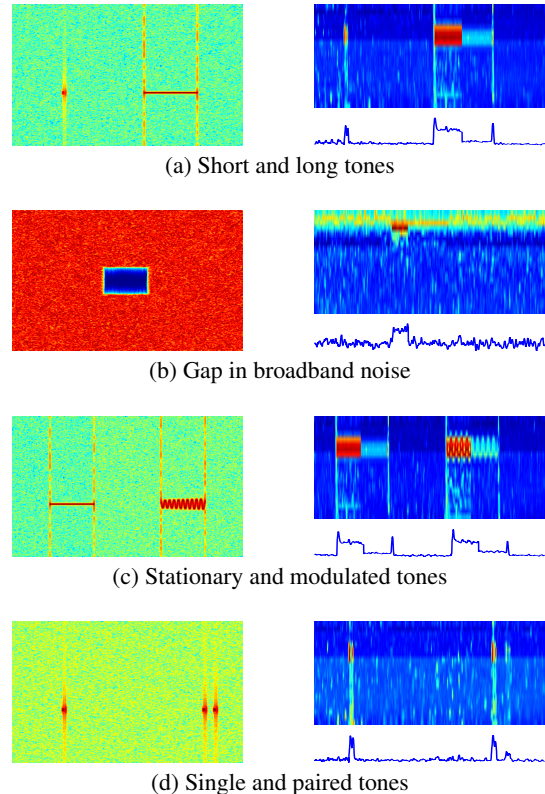 (a) Short and long tones
(b) Gap in broadband noise
(c) Stationary and modulated tones
(d) Single and paired tones